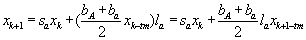 x_{k+1} = s_a x_k + (\frac{b_A + b_a}{2} x_{k-tm}) l_a = s_a x_k + \frac{b_A + b_a}{2} l_a x_{k+1-tm}